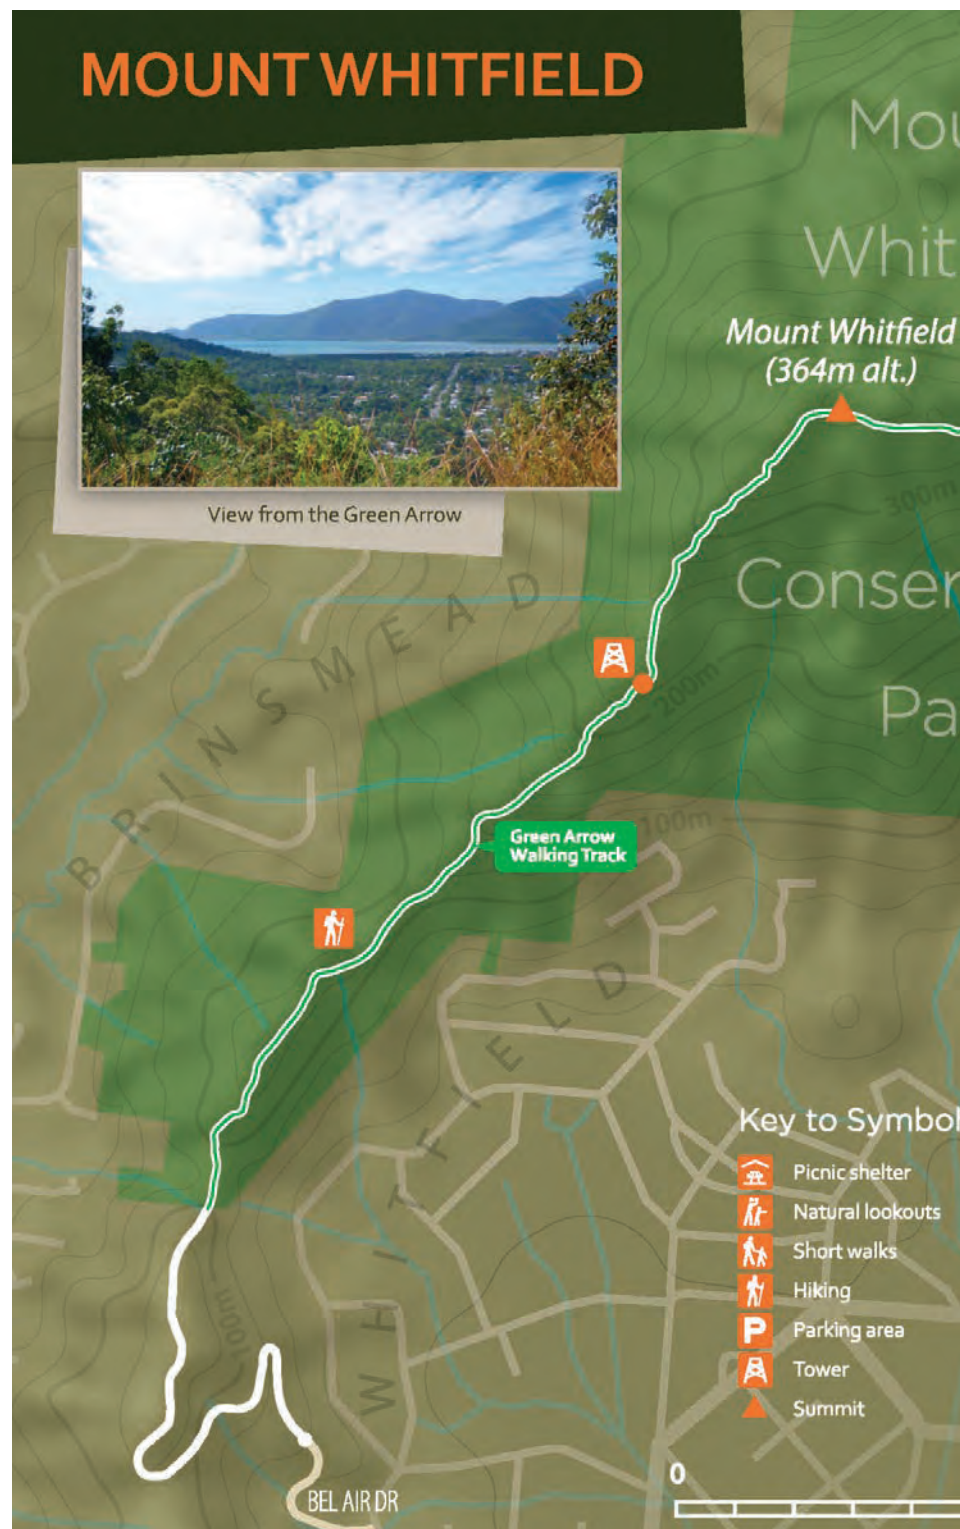 MOUNT WHITFIELD
Mou
Whit
Mount Whitfield
(364m alt.)
View from the Green Arrow
300m
Conser
BRINSMEAD
200m
Pa
100m
Green Arrow
Walking Track
WHITFIELD
Key to Symbol
Picnic shelter
Natural lookouts
Short walks
Hiking
P Parking area
Tower
Summit
100m
0
BEL AIR DR